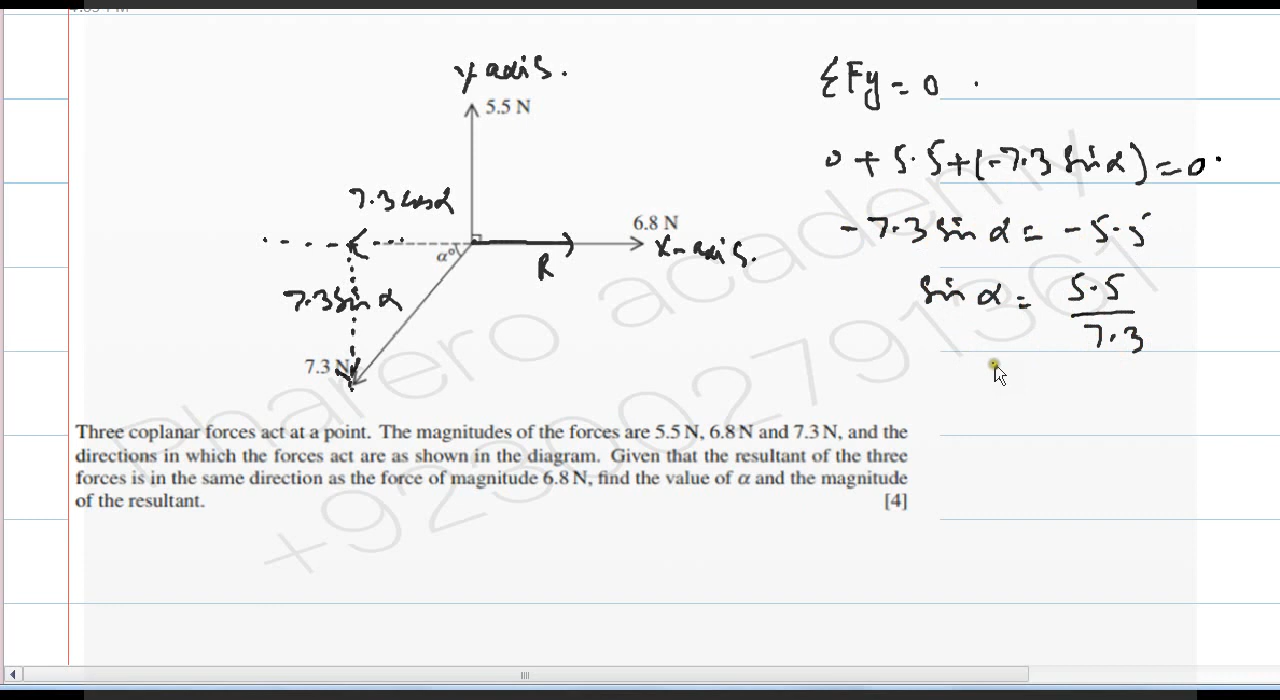 y axis.
5.5 N
ΣFy = 0
0 + 5.5 + (-7.3 sin α) = 0
7.3 cos α
6.8 N
x-axis.
- 7.3 sin α = - 5.5
α°
R
7.3 sin α
sin α = 5.5 / 7.3
7.3 N
Three coplanar forces act at a point. The magnitudes of the forces are 5.5 N, 6.8 N and 7.3 N, and the
directions in which the forces act are as shown in the diagram. Given that the resultant of the three
forces is in the same direction as the force of magnitude 6.8 N, find the value of α and the magnitude
of the resultant. [4]
Pharero academy
+923002791361